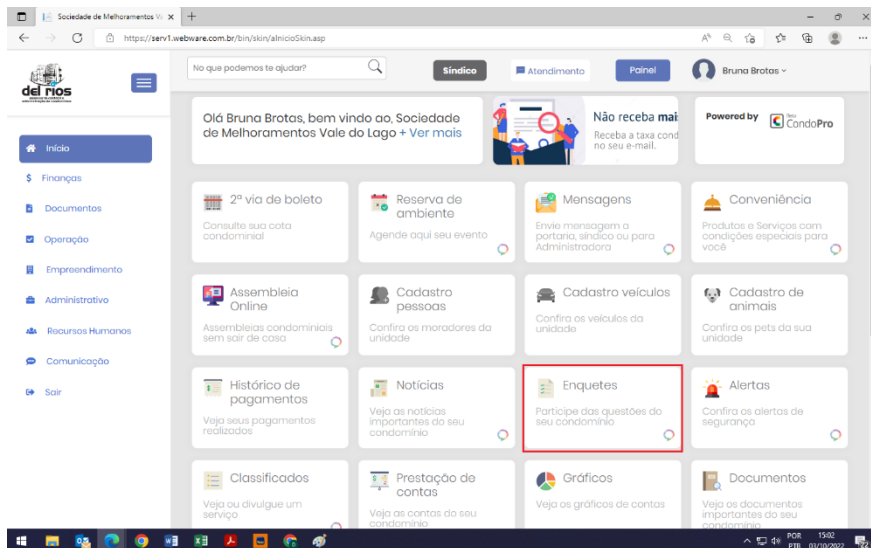 Sociedade de Melhoramentos Va
https://serv1.webware.com.br/bin/skin/aInicioSkin.asp
del rios
No que podemos te ajudar?
Síndico
Atendimento
Painel
Bruna Brotas
Olá Bruna Brotas, bem vindo ao, Sociedade
de Melhoramentos Vale do Lago + Ver mais
Não receba mai
Receba a taxa cond
no seu e-mail.
Powered by
CondoPro
Início
Finanças
Documentos
Operação
Empreendimento
Administrativo
Recursos Humanos
Comunicação
Sair
2ª via de boleto
Consulte sua cota
condominial
Reserva de
ambiente
Agende aqui seu evento
Mensagens
Envie mensagem a
portaria, síndico ou para
Administradora
Conveniência
Produtos e Serviços com
condições especiais para
você
Assembleia
Online
Assembleias condominiais
sem sair de casa
Cadastro
pessoas
Confira os moradores da
unidade
Cadastro veículos
Confira os veículos da
unidade
Cadastro de
animais
Confira os pets da sua
unidade
Histórico de
pagamentos
Veja seus pagamentos
realizados
Notícias
Veja as notícias
importantes do seu
condomínio
Enquetes
Participe das questões do
seu condomínio
Alertas
Confira os alertas de
segurança
Classificados
Veja ou divulgue um
serviço
Prestação de
contas
Veja as contas do seu
condomínio
Gráficos
Veja os gráficos de contas
Documentos
Veja os documentos
importantes do seu
condomínio
POR
PTB
15:02
03/10/2022